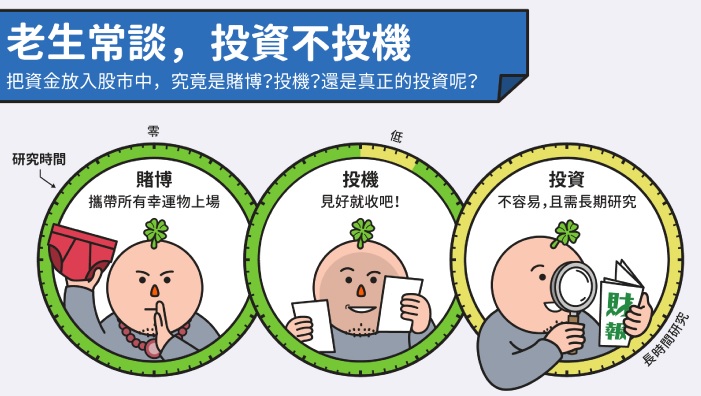 老生常談，投資不投機
把資金放入股市中，究竟是賭博？投機？還是真正的投資呢？
研究時間
零
賭博
攜帶所有幸運物上場
低
投機
見好就收吧！
投資
不容易，且需長期研究
財報
長時間研究